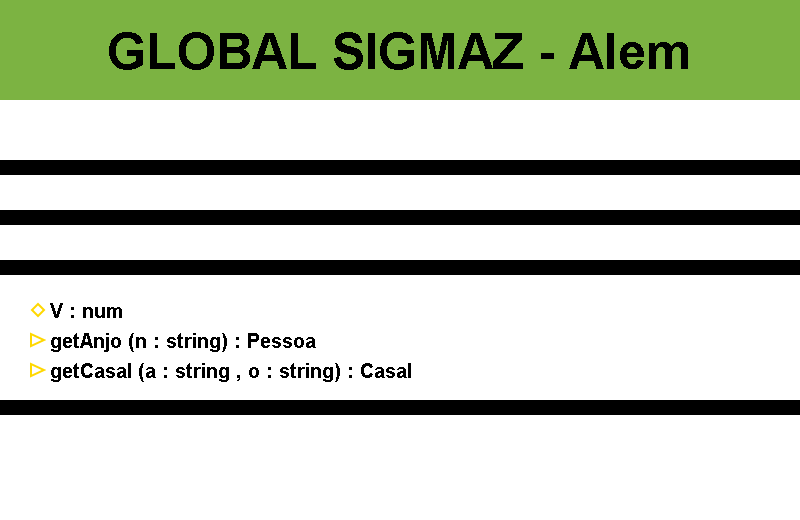 GLOBAL SIGMAZ - Alem
V : num
getAnjo (n : string) : Pessoa
getCasal (a : string , o : string) : Casal